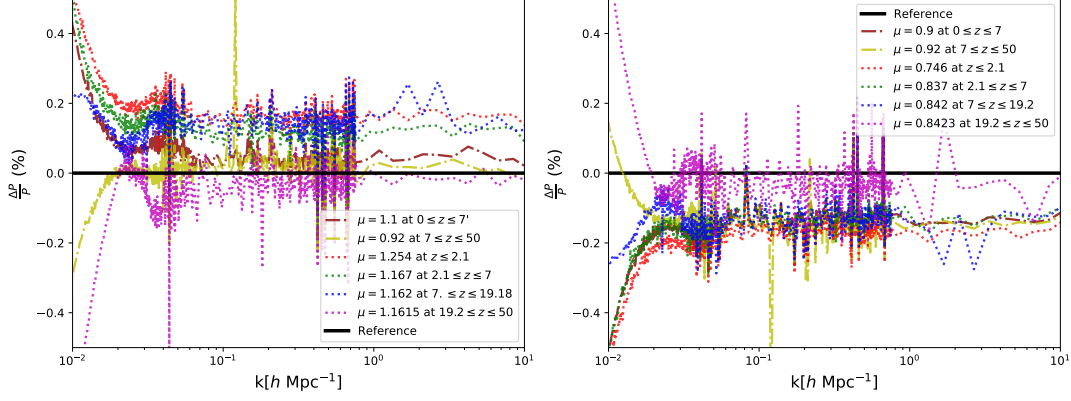 0.4
0.2
0.0
−0.2
−0.4
ΔP/P (%)
10⁻²
10⁻¹
10⁰
10¹
k[h Mpc⁻¹]
μ = 1.1 at 0 ≤ z ≤ 7'
μ = 0.92 at 7 ≤ z ≤ 50
μ = 1.254 at z ≤ 2.1
μ = 1.167 at 2.1 ≤ z ≤ 7
μ = 1.162 at 7. ≤ z ≤ 19.18
μ = 1.1615 at 19.2 ≤ z ≤ 50
Reference
0.4
0.2
0.0
−0.2
−0.4
ΔP/P (%)
10⁻²
10⁻¹
10⁰
10¹
k[h Mpc⁻¹]
Reference
μ = 0.9 at 0 ≤ z ≤ 7
μ = 0.92 at 7 ≤ z ≤ 50
μ = 0.746 at z ≤ 2.1
μ = 0.837 at 2.1 ≤ z ≤ 7
μ = 0.842 at 7 ≤ z ≤ 19.2
μ = 0.8423 at 19.2 ≤ z ≤ 50